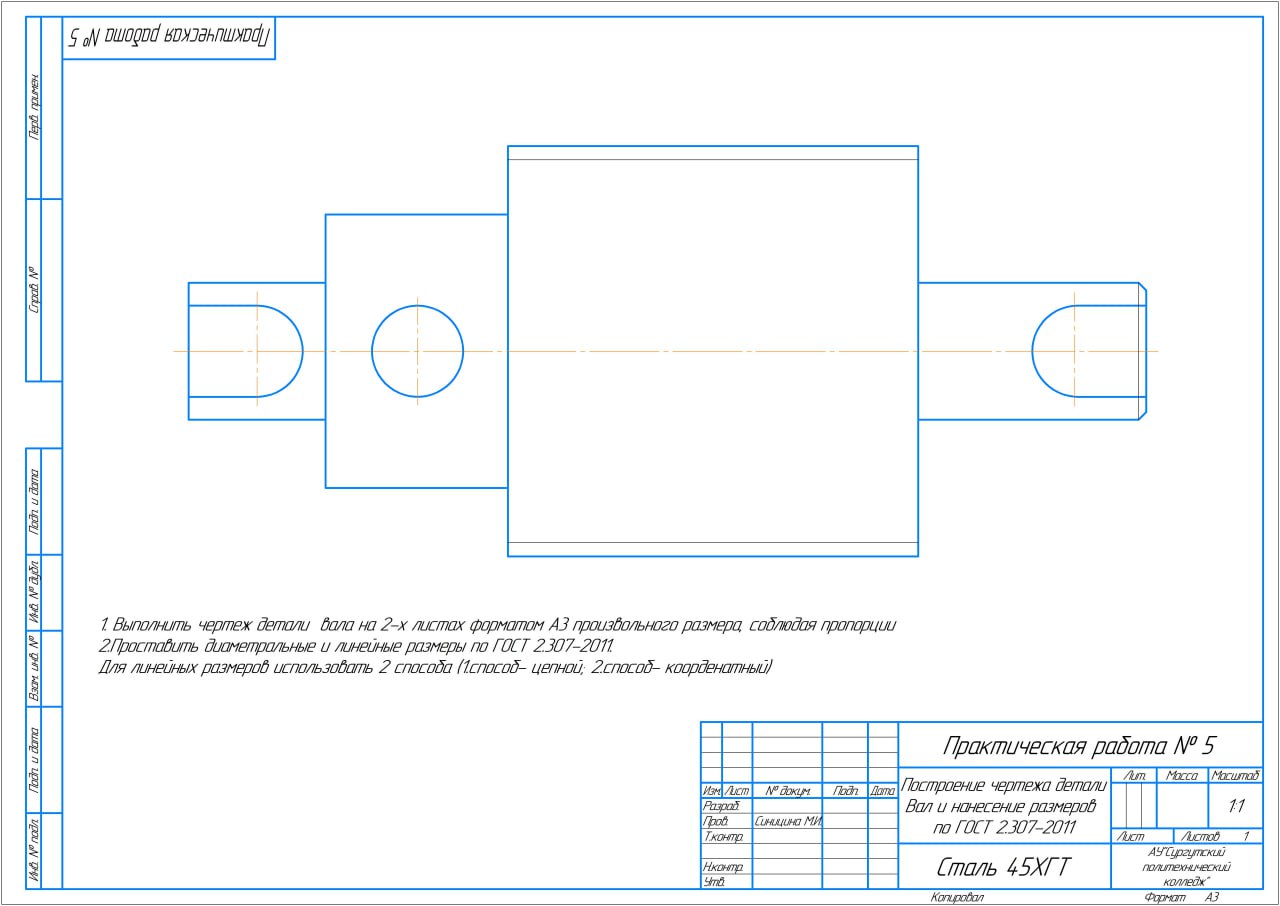 Практическая работа № 5
Перв. примен.
Справ. №
Подп. и дата
Инв. № дубл.
Взам. инв. №
Подп. и дата
Инв. № подл.
1. Выполнить чертеж детали вала на 2-х листах форматом А3 произвольного размера, соблюдая пропорции
2.Проставить диаметральные и линейные размеры по ГОСТ 2.307-2011.
Для линейных размеров использовать 2 способа (1.способ- цепной; 2.способ- коорденатный)
Практическая работа № 5
Изм. Лист № докум. Подп. Дата
Разраб.
Пров. Синицина М.И.
Т.контр.
Н.контр.
Утв.
Построение чертежа детали
Вал и нанесение размеров
по ГОСТ 2.307-2011
Лит. Масса Масштаб
1:1
Лист Листов 1
Сталь 45ХГТ
АУ"Сургутский
политехнический
колледж"
Копировал Формат А3